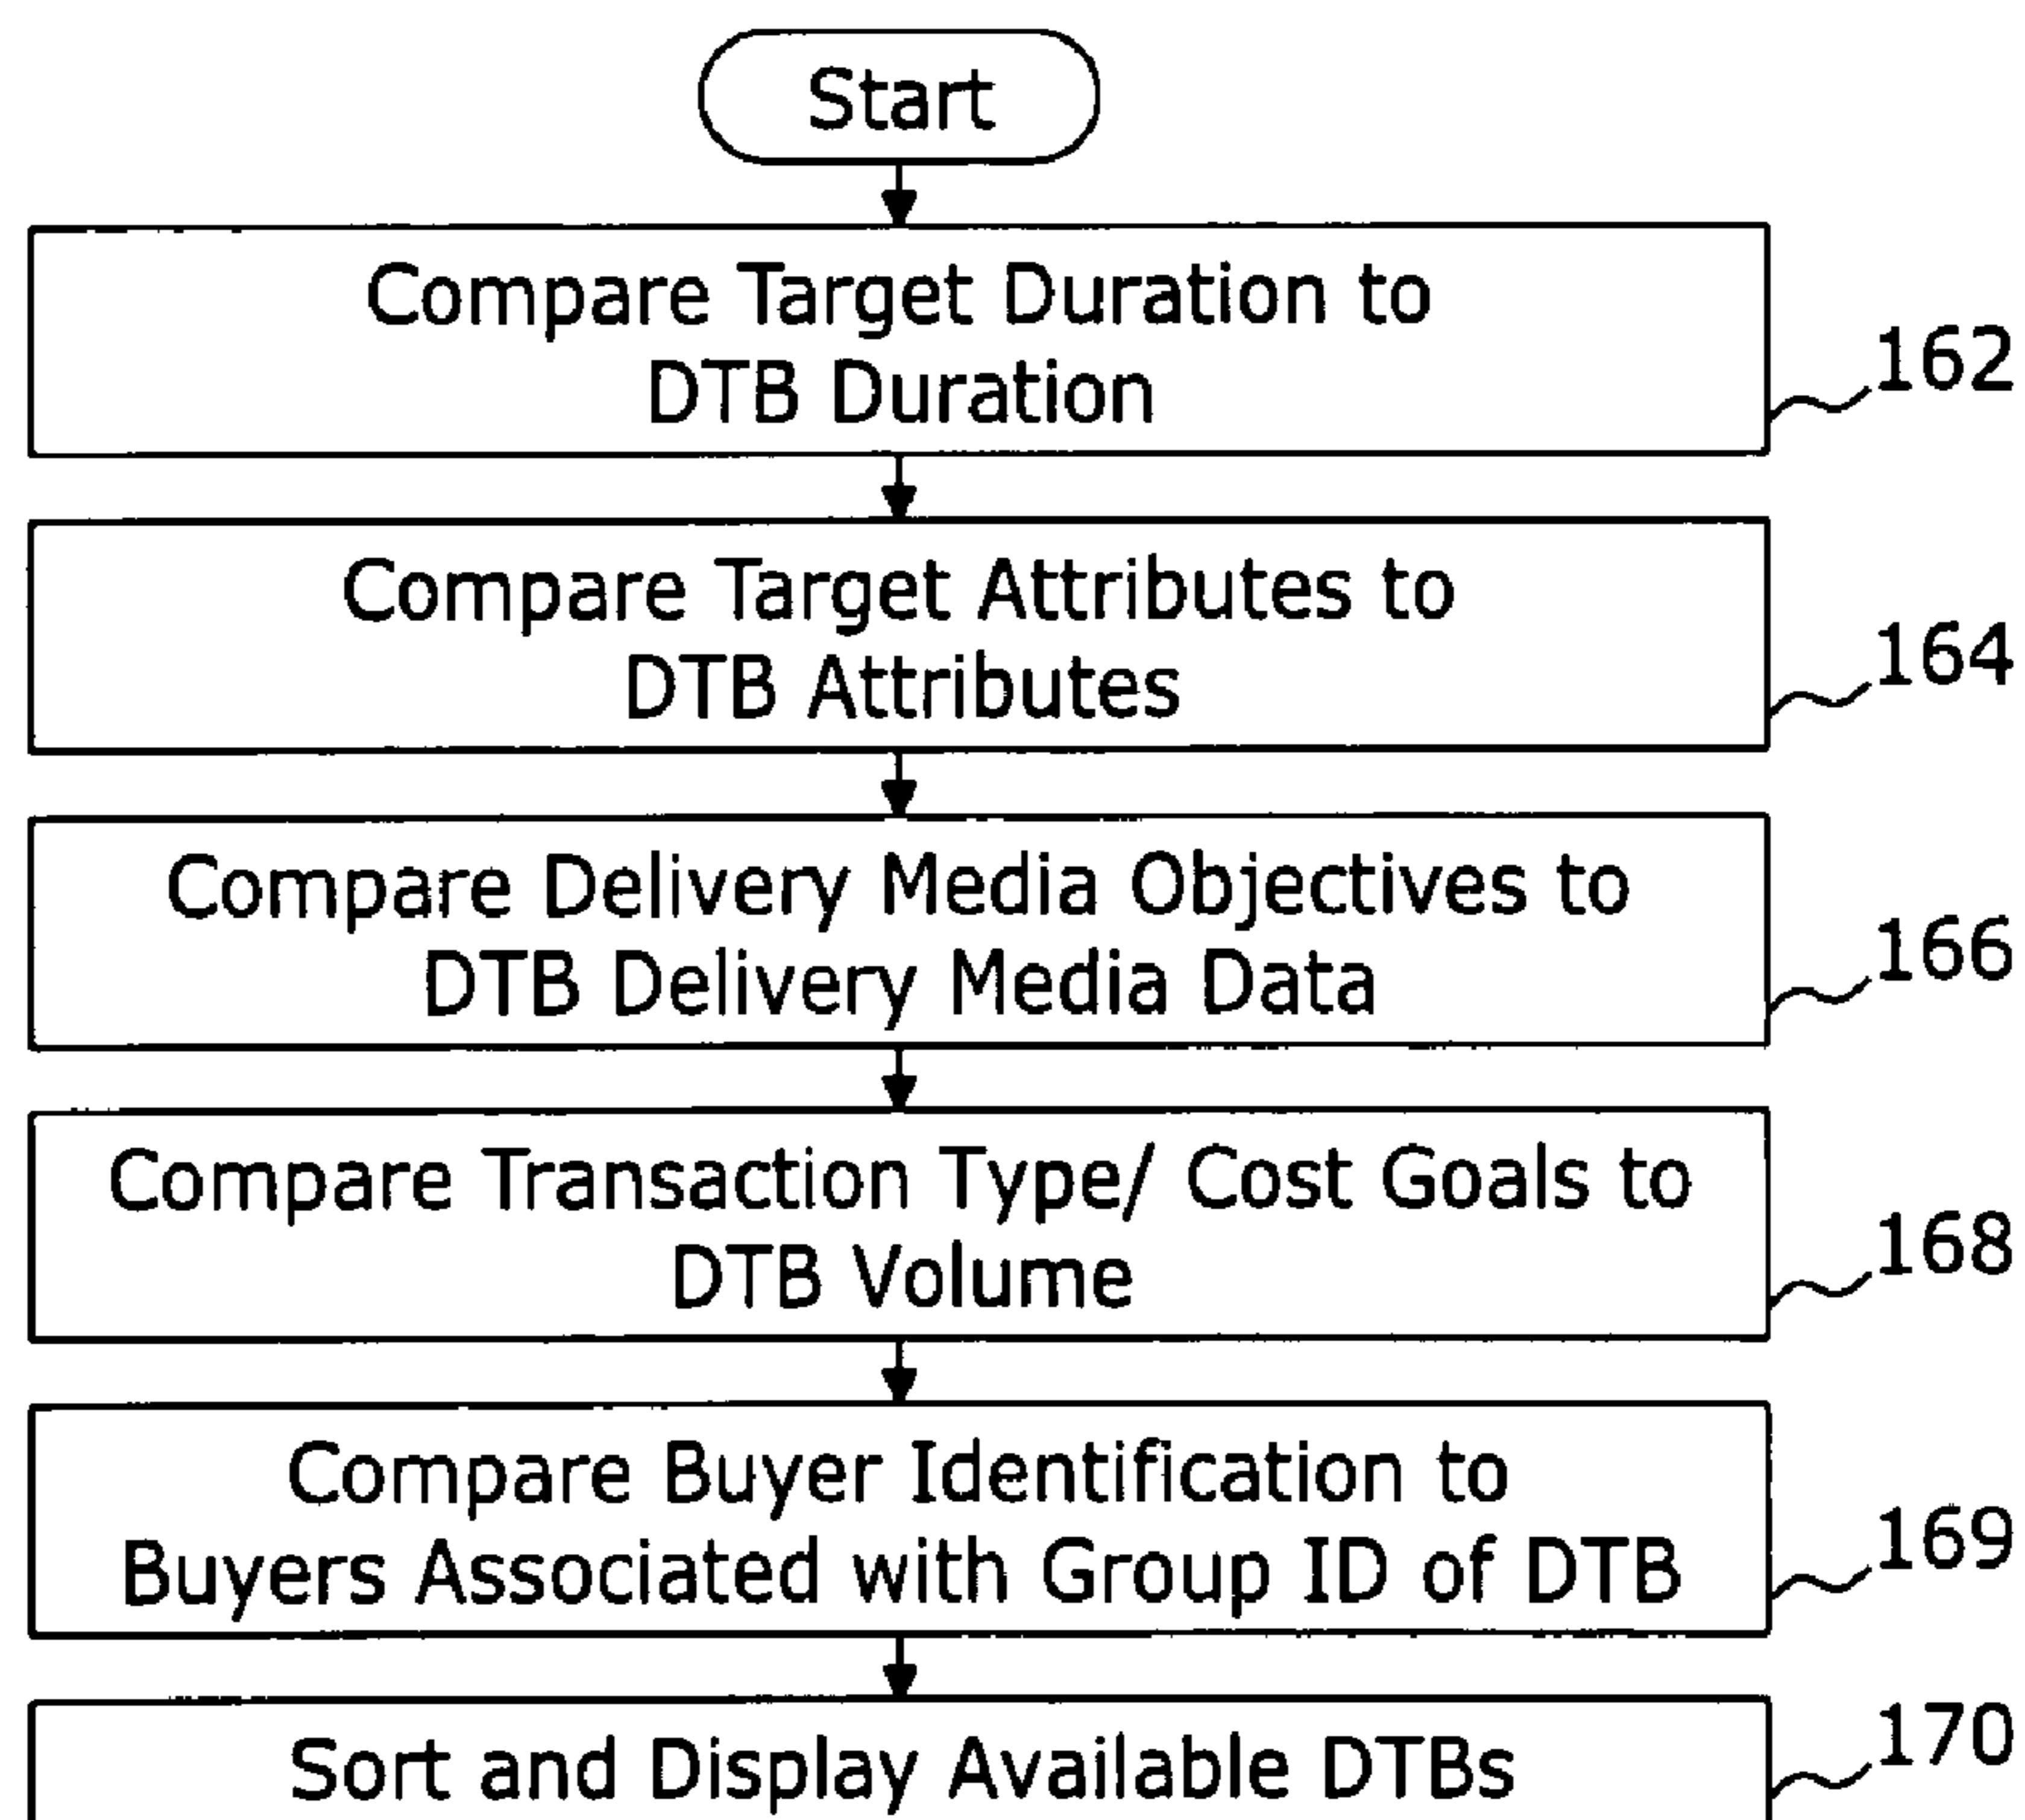 Start
Compare Target Duration to
DTB Duration
162
Compare Target Attributes to
DTB Attributes
164
Compare Delivery Media Objectives to
DTB Delivery Media Data
166
Compare Transaction Type/ Cost Goals to
DTB Volume
168
Compare Buyer Identification to
Buyers Associated with Group ID of DTB
169
Sort and Display Available DTBs
170